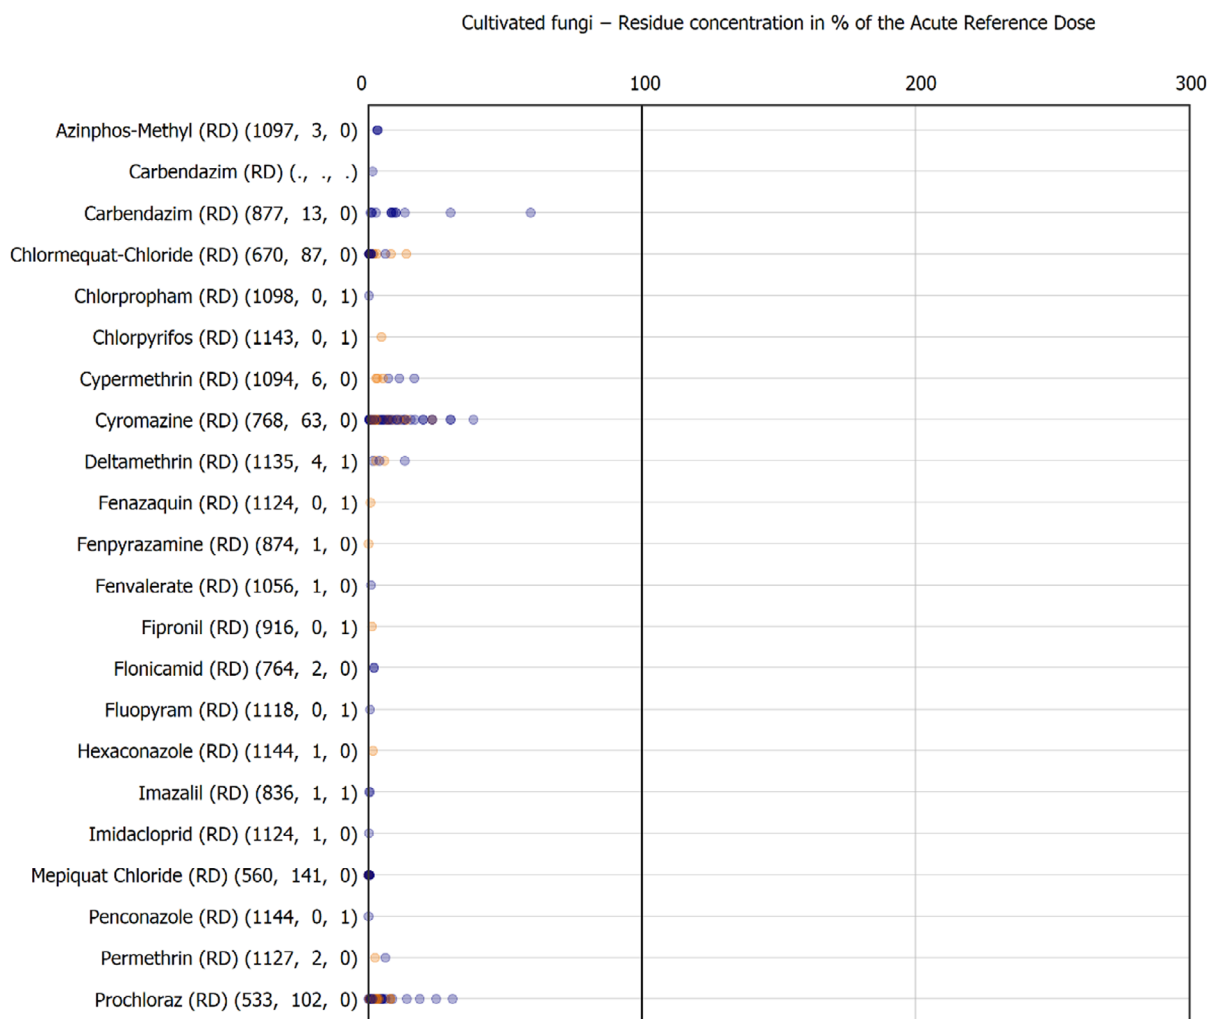 Cultivated fungi – Residue concentration in % of the Acute Reference Dose
0 100 200 300
Azinphos-Methyl (RD) (1097, 3, 0)
Carbendazim (RD) (., ., .)
Carbendazim (RD) (877, 13, 0)
Chlormequat-Chloride (RD) (670, 87, 0)
Chlorpropham (RD) (1098, 0, 1)
Chlorpyrifos (RD) (1143, 0, 1)
Cypermethrin (RD) (1094, 6, 0)
Cyromazine (RD) (768, 63, 0)
Deltamethrin (RD) (1135, 4, 1)
Fenazaquin (RD) (1124, 0, 1)
Fenpyrazamine (RD) (874, 1, 0)
Fenvalerate (RD) (1056, 1, 0)
Fipronil (RD) (916, 0, 1)
Flonicamid (RD) (764, 2, 0)
Fluopyram (RD) (1118, 0, 1)
Hexaconazole (RD) (1144, 1, 0)
Imazalil (RD) (836, 1, 1)
Imidacloprid (RD) (1124, 1, 0)
Mepiquat Chloride (RD) (560, 141, 0)
Penconazole (RD) (1144, 0, 1)
Permethrin (RD) (1127, 2, 0)
Prochloraz (RD) (533, 102, 0)